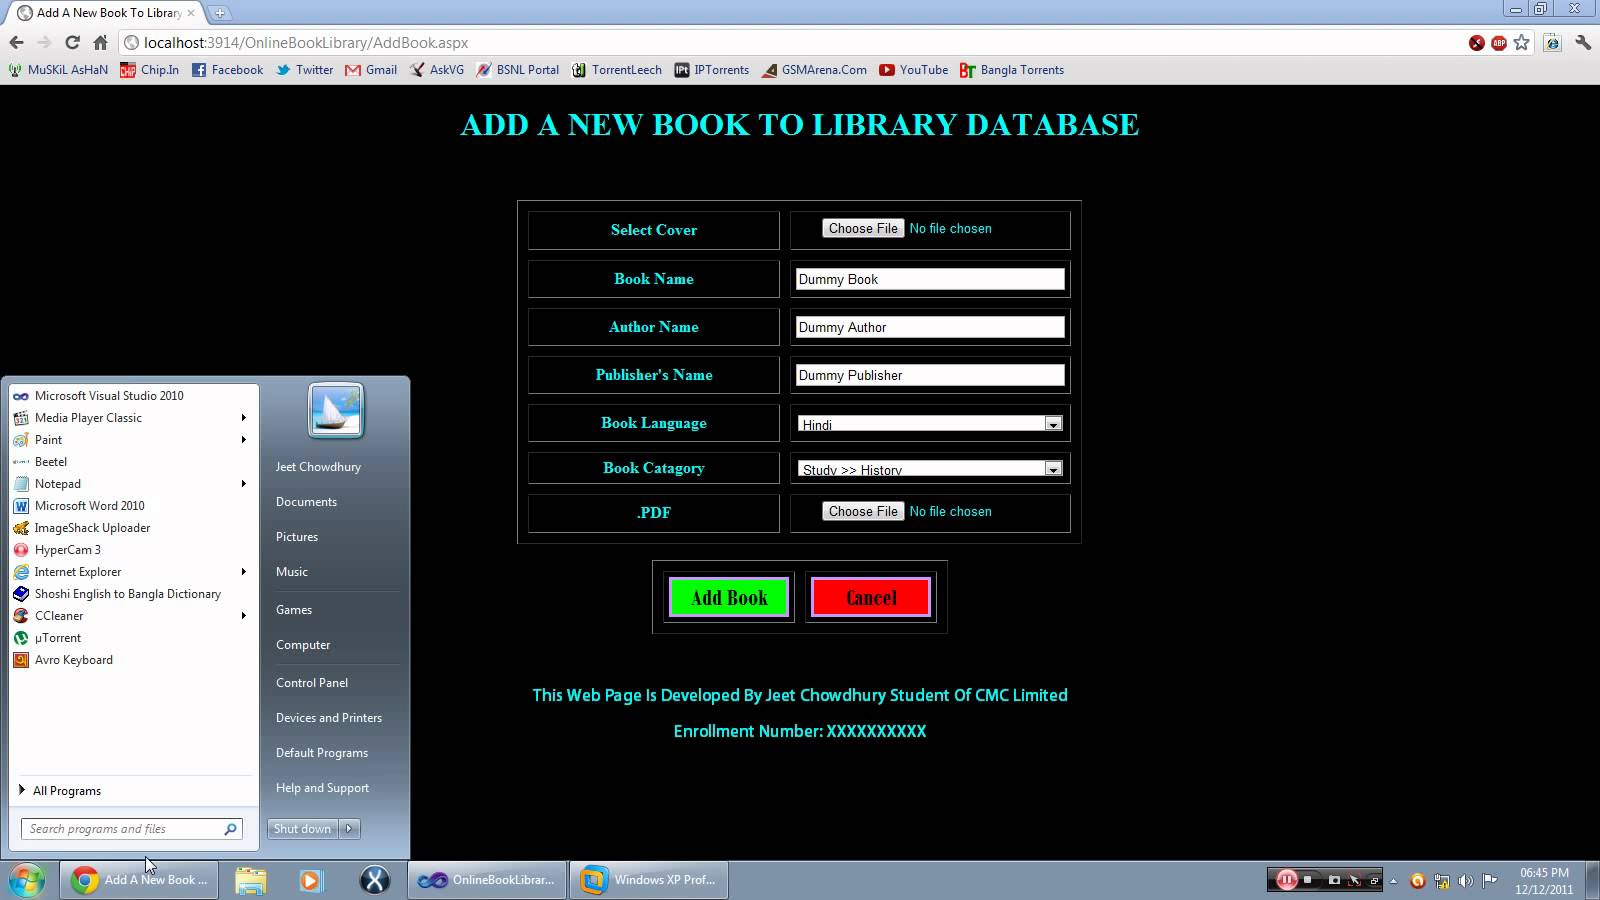 Add A New Book To Library
localhost:3914/OnlineBookLibrary/AddBook.aspx
ABP
MuSKiL AsHaN Chip.In Facebook Twitter Gmail AskVG BSNL Portal TorrentLeech IPTorrents GSMArena.Com YouTube Bangla Torrents
ADD A NEW BOOK TO LIBRARY DATABASE
Select Cover Choose File No file chosen
Book Name Dummy Book
Author Name Dummy Author
Publisher's Name Dummy Publisher
Book Language Hindi
Book Catagory Study >> History
.PDF Choose File No file chosen
Add Book Cancel
This Web Page Is Developed By Jeet Chowdhury Student Of CMC Limited
Enrollment Number: XXXXXXXXXX
Microsoft Visual Studio 2010
Media Player Classic
Paint
Beetel
Notepad
Microsoft Word 2010
ImageShack Uploader
HyperCam 3
Internet Explorer
Shoshi English to Bangla Dictionary
CCleaner
µTorrent
Avro Keyboard
All Programs
Search programs and files
Jeet Chowdhury
Documents
Pictures
Music
Games
Computer
Control Panel
Devices and Printers
Default Programs
Help and Support
Shut down
Add A New Book ...
OnlineBookLibrar...
Windows XP Prof...
06:45 PM
12/12/2011